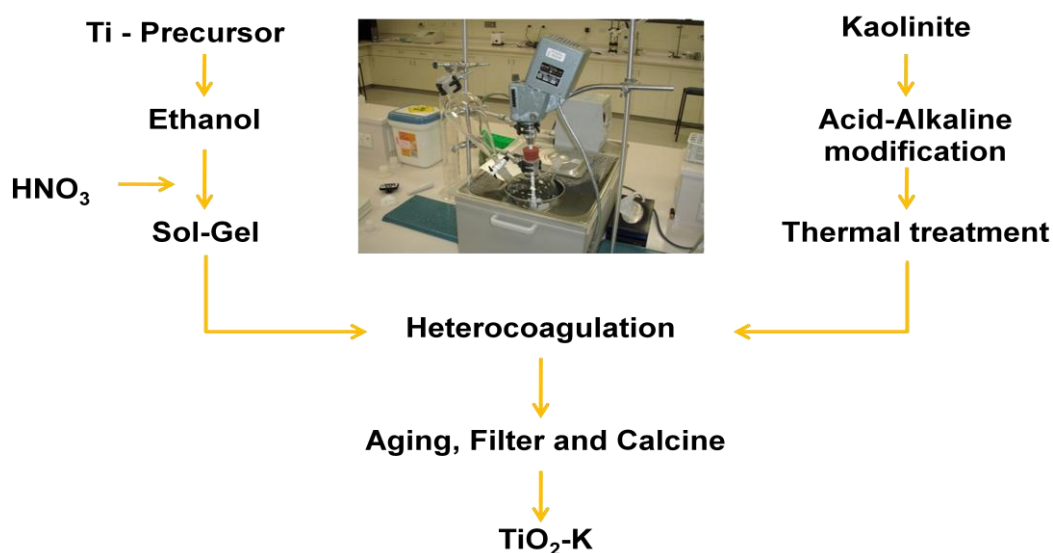 Ti - Precursor
Kaolinite
Ethanol
Acid-Alkaline
modification
HNO₃
Sol-Gel
Thermal treatment
Heterocoagulation
Aging, Filter and Calcine
TiO₂-K